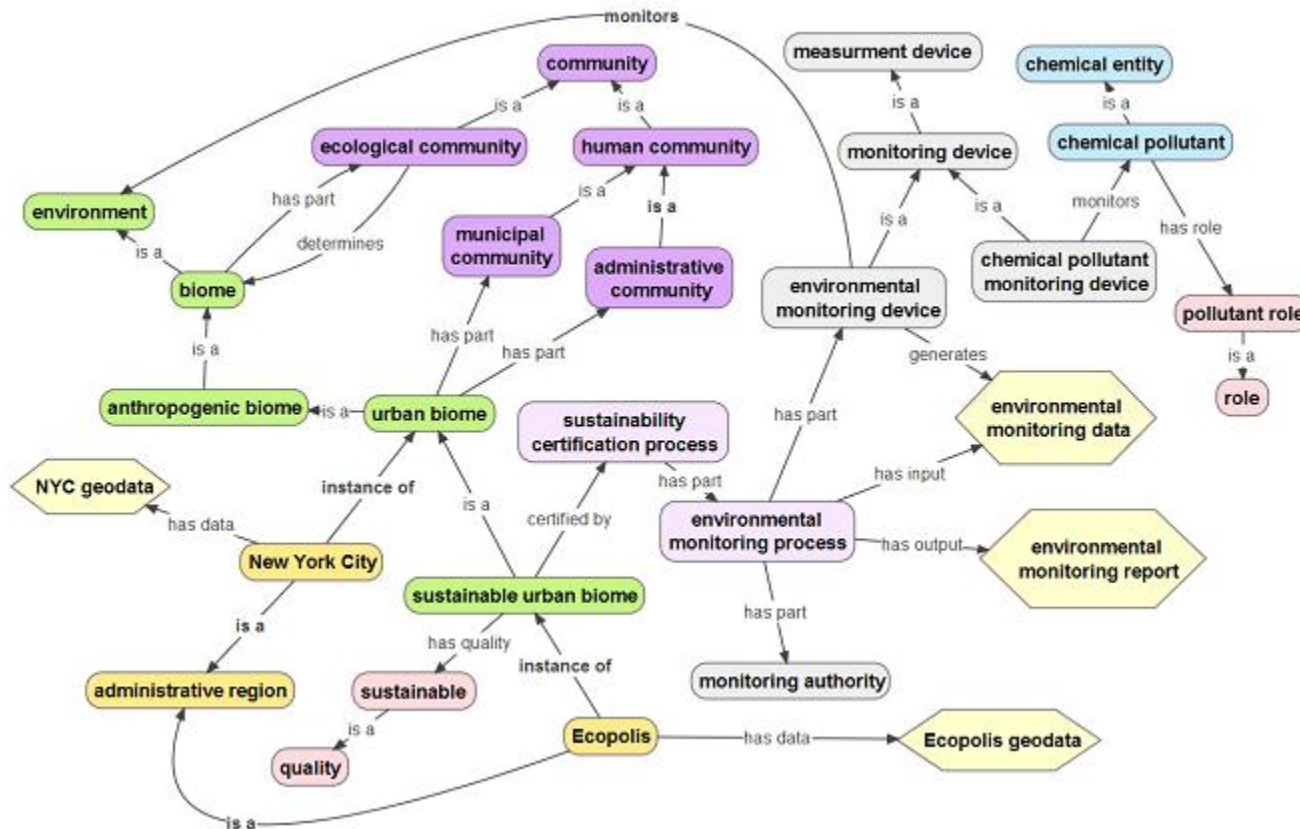 monitors
community
measurment device
chemical entity
is a
is a
is a
is a
ecological community
human community
monitoring device
chemical pollutant
has part
is a
is a
is a
is a
monitors
has role
environment
determines
municipal
community
administrative
community
environmental
monitoring device
chemical pollutant
monitoring device
is a
biome
pollutant role
has part
has part
generates
is a
is a
role
anthropogenic biome
is a
urban biome
sustainability
certification process
has part
environmental
monitoring data
NYC geodata
instance of
has part
has input
is a
has data
certified by
environmental
monitoring process
has output
environmental
monitoring report
New York City
sustainable urban biome
is a
has quality
has part
instance of
administrative region
sustainable
monitoring authority
is a
Ecopolis
has data
Ecopolis geodata
quality
is a